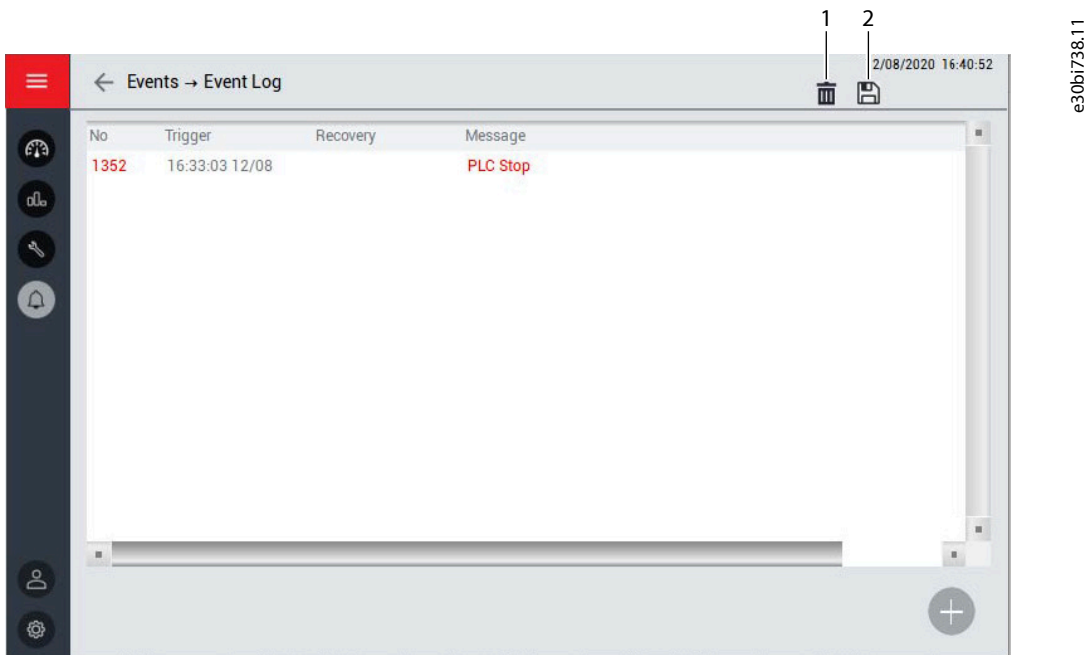 1 2
e30bi738.11
2/08/2020 16:40:52
Events → Event Log
No Trigger Recovery Message
1352 16:33:03 12/08 PLC Stop